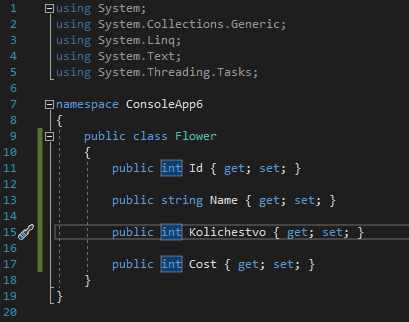 1 using System;
2 using System.Collections.Generic;
3 using System.Linq;
4 using System.Text;
5 using System.Threading.Tasks;
6
7 namespace ConsoleApp6
8 {
9 public class Flower
10 {
11 public int Id { get; set; }
12
13 public string Name { get; set; }
14
15 public int Kolichestvo { get; set; }
16
17 public int Cost { get; set; }
18 }
19 }
20